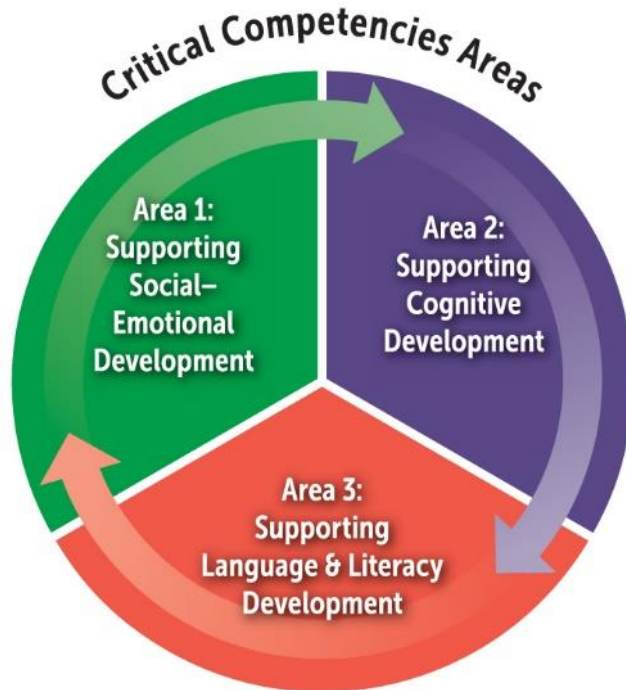 Critical Competencies Areas
Area 1:
Supporting
Social–
Emotional
Development
Area 2:
Supporting
Cognitive
Development
Area 3:
Supporting
Language & Literacy
Development